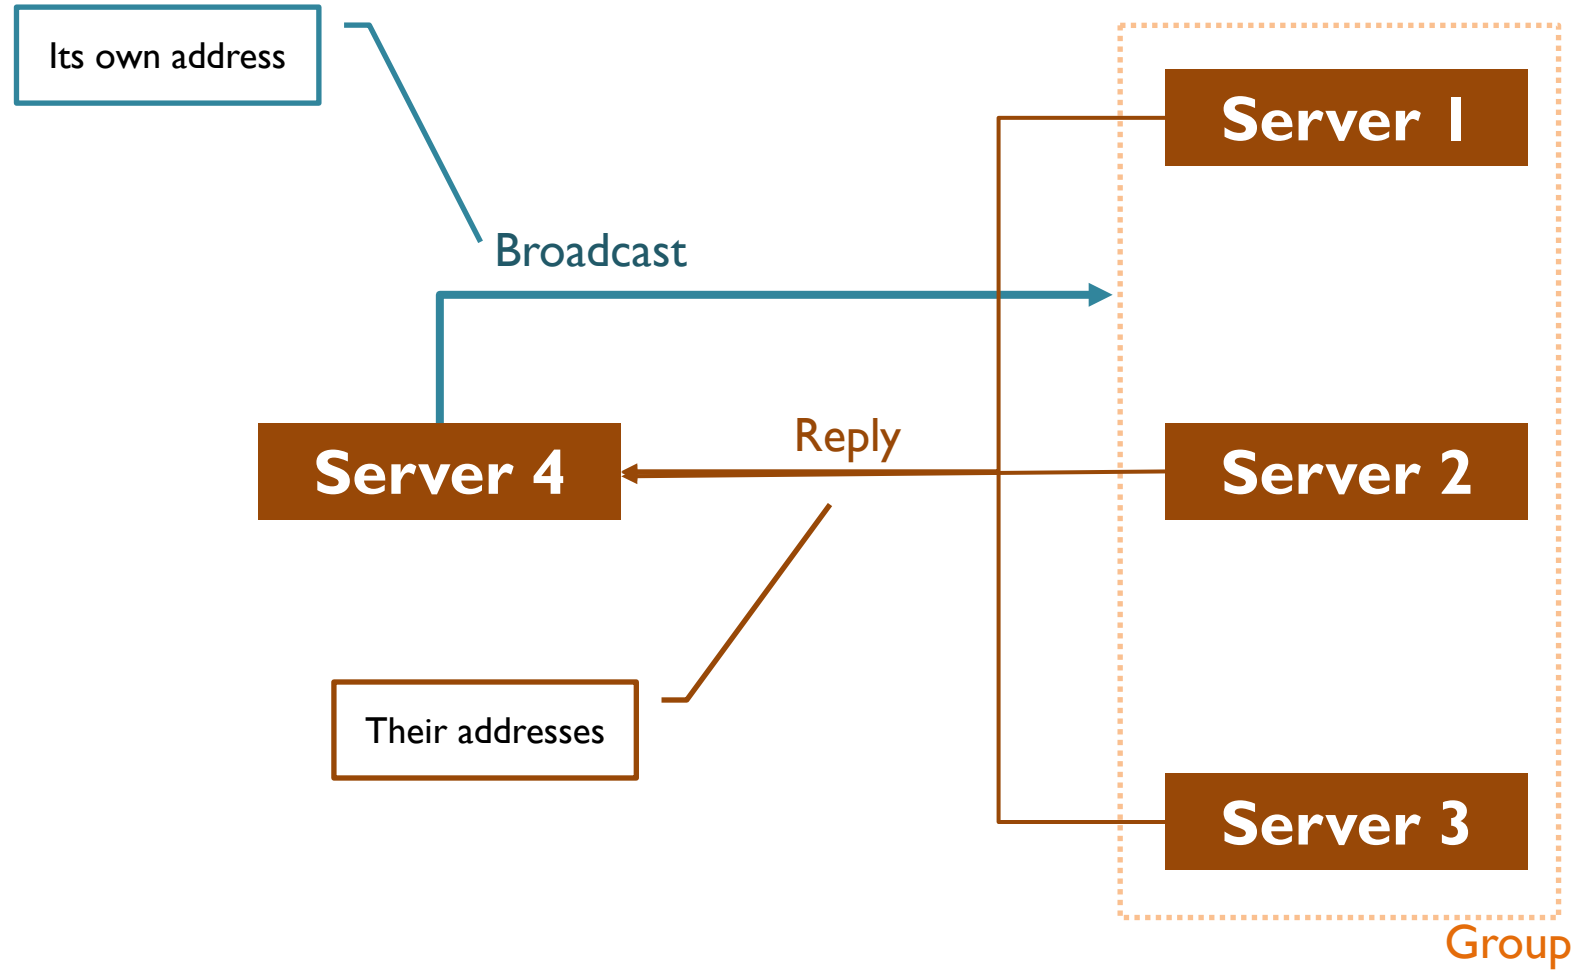 Its own address
Server 1
Broadcast
Reply
Server 4
Server 2
Their addresses
Server 3
Group